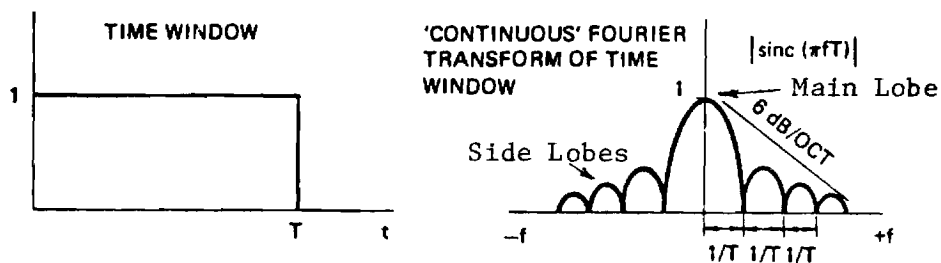 TIME WINDOW
1
T
t
'CONTINUOUS' FOURIER
TRANSFORM OF TIME
WINDOW
|sinc (πfT)|
1
Main Lobe
6 dB/OCT
Side Lobes
–f
+f
1/T 1/T 1/T